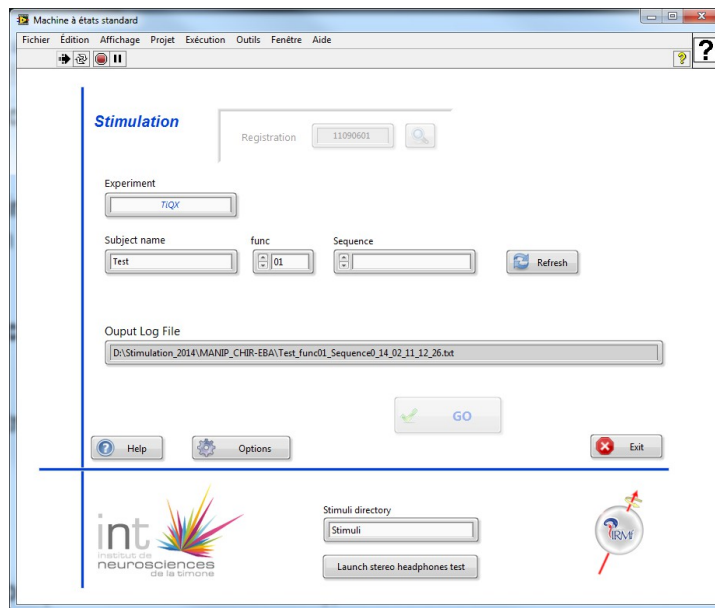 Machine à états standard
Fichier Édition Affichage Projet Exécution Outils Fenêtre Aide
?
?
Stimulation
Registration
11090601
Experiment
TIQX
Subject name
func
Sequence
Test
01
Refresh
Ouput Log File
D:\Stimulation_2014\MANIP_CHIR-EBA\Test_func01_Sequence0_14_02_11_12_26.txt
GO
Help
Options
Exit
int
institut de
neurosciences
de la timone
Stimuli directory
Stimuli
Launch stereo headphones test
IRMf